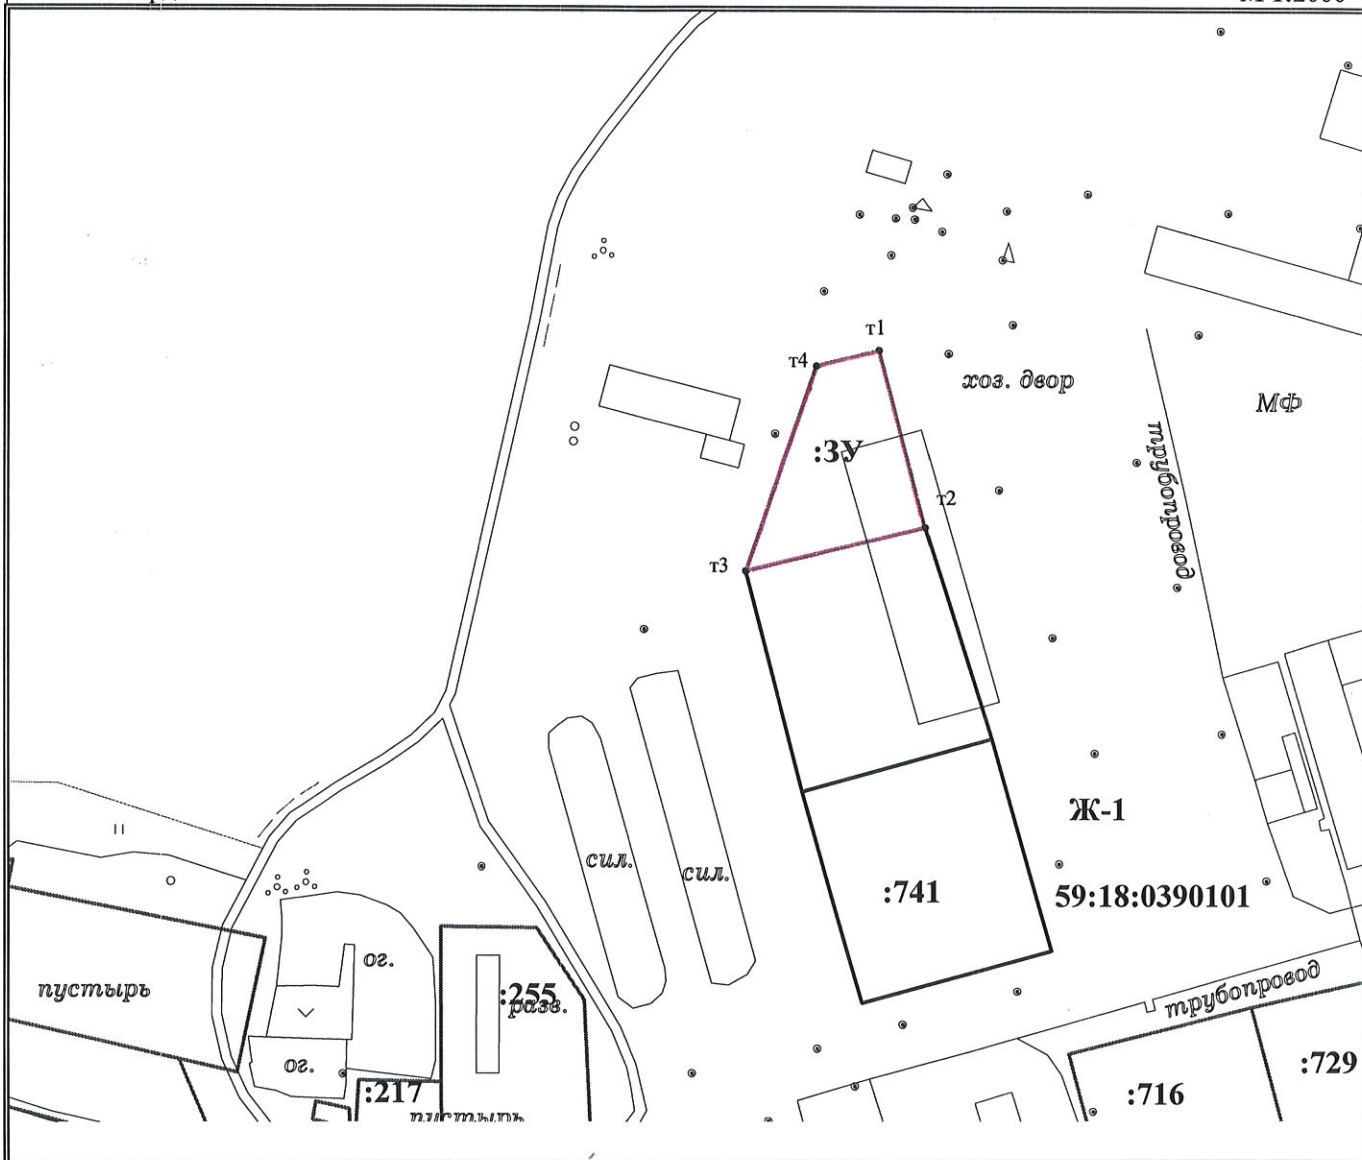 т1
т4
хоз. двор
МФ
:ЗУ
трубопровод
т2
т3
Ж-1
сил.
сил.
:741
59:18:0390101
ог.
пустырь
:255
разв.
трубопровод
ог.
:217
:716
:729
пустырь